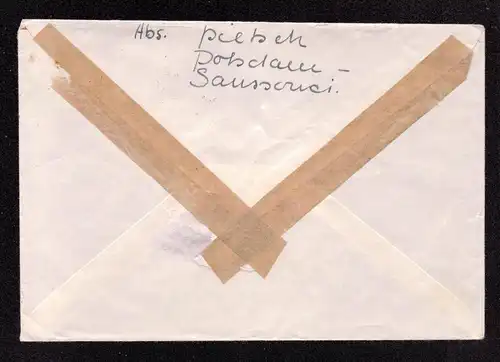 Abs. Pietsch
Potsdam -
Sanssouci.